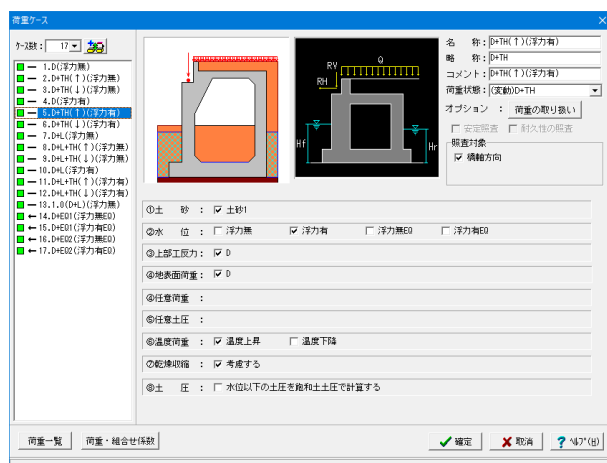 荷重ケース
ケース数： 17
1.D(浮力無)
2.D+TH(↑)(浮力無)
3.D+TH(↓)(浮力無)
4.D(浮力有)
5.D+TH(↑)(浮力有)
6.D+TH(↓)(浮力有)
7.D+L(浮力無)
8.D+L+TH(↑)(浮力無)
9.D+L+TH(↓)(浮力無)
10.D+L(浮力有)
11.D+L+TH(↑)(浮力有)
12.D+L+TH(↓)(浮力有)
13.1.0(D+L)(浮力無)
←14.D+EQ1(浮力無EQ)
←15.D+EQ1(浮力有EQ)
←16.D+EQ2(浮力無EQ)
←17.D+EQ2(浮力有EQ)
RV Q
RH
Hf Hr
名　称：D+TH(↑)(浮力有)
略　称：D+TH
コメント：D+TH(↑)(浮力有)
荷重状態：(変動)D+TH
オプション ： 荷重の取り扱い
安定照査 耐久性の照査
照査対象
橋軸方向
①土　砂 ： 土砂1
②水　位 ： 浮力無 浮力有 浮力無EQ 浮力有EQ
③上部工反力： D
④地表面荷重： D
④任意荷重 ：
⑤任意土圧 ：
⑥温度荷重 ： 温度上昇 温度下降
⑦乾燥収縮 ： 考慮する
⑧土　圧 ： 水位以下の土圧を飽和土土圧で計算する
荷重一覧 荷重・組合せ係数 確定 取消 ヘルプ(H)